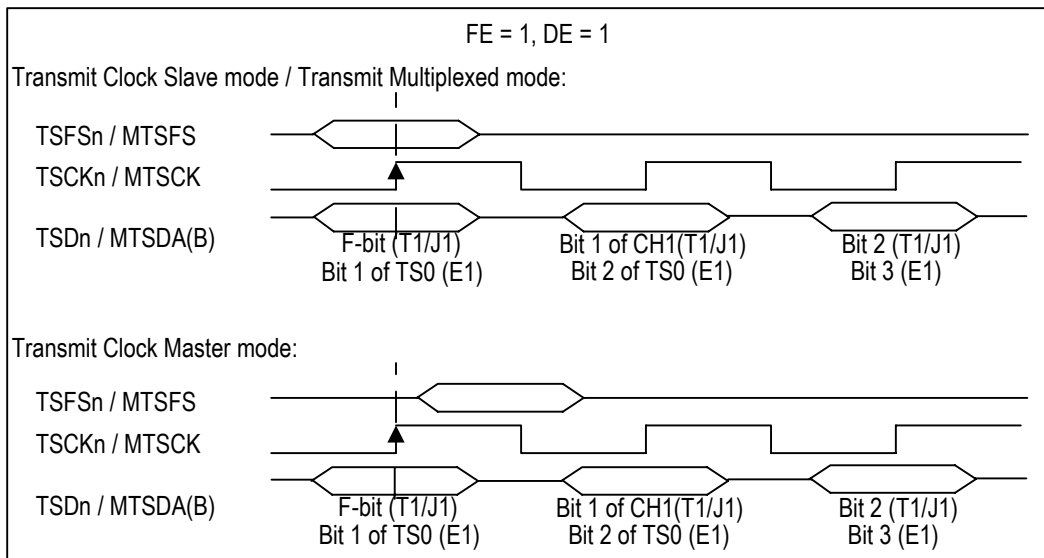 FE = 1, DE = 1
Transmit Clock Slave mode / Transmit Multiplexed mode:
TSFSn / MTSFS
TSCKn / MTSCK
TSDn / MTSDA(B)
F-bit (T1/J1)
Bit 1 of TS0 (E1)
Bit 1 of CH1(T1/J1)
Bit 2 of TS0 (E1)
Bit 2 (T1/J1)
Bit 3 (E1)
Transmit Clock Master mode:
TSFSn / MTSFS
TSCKn / MTSCK
TSDn / MTSDA(B)
F-bit (T1/J1)
Bit 1 of TS0 (E1)
Bit 1 of CH1(T1/J1)
Bit 2 of TS0 (E1)
Bit 2 (T1/J1)
Bit 3 (E1)